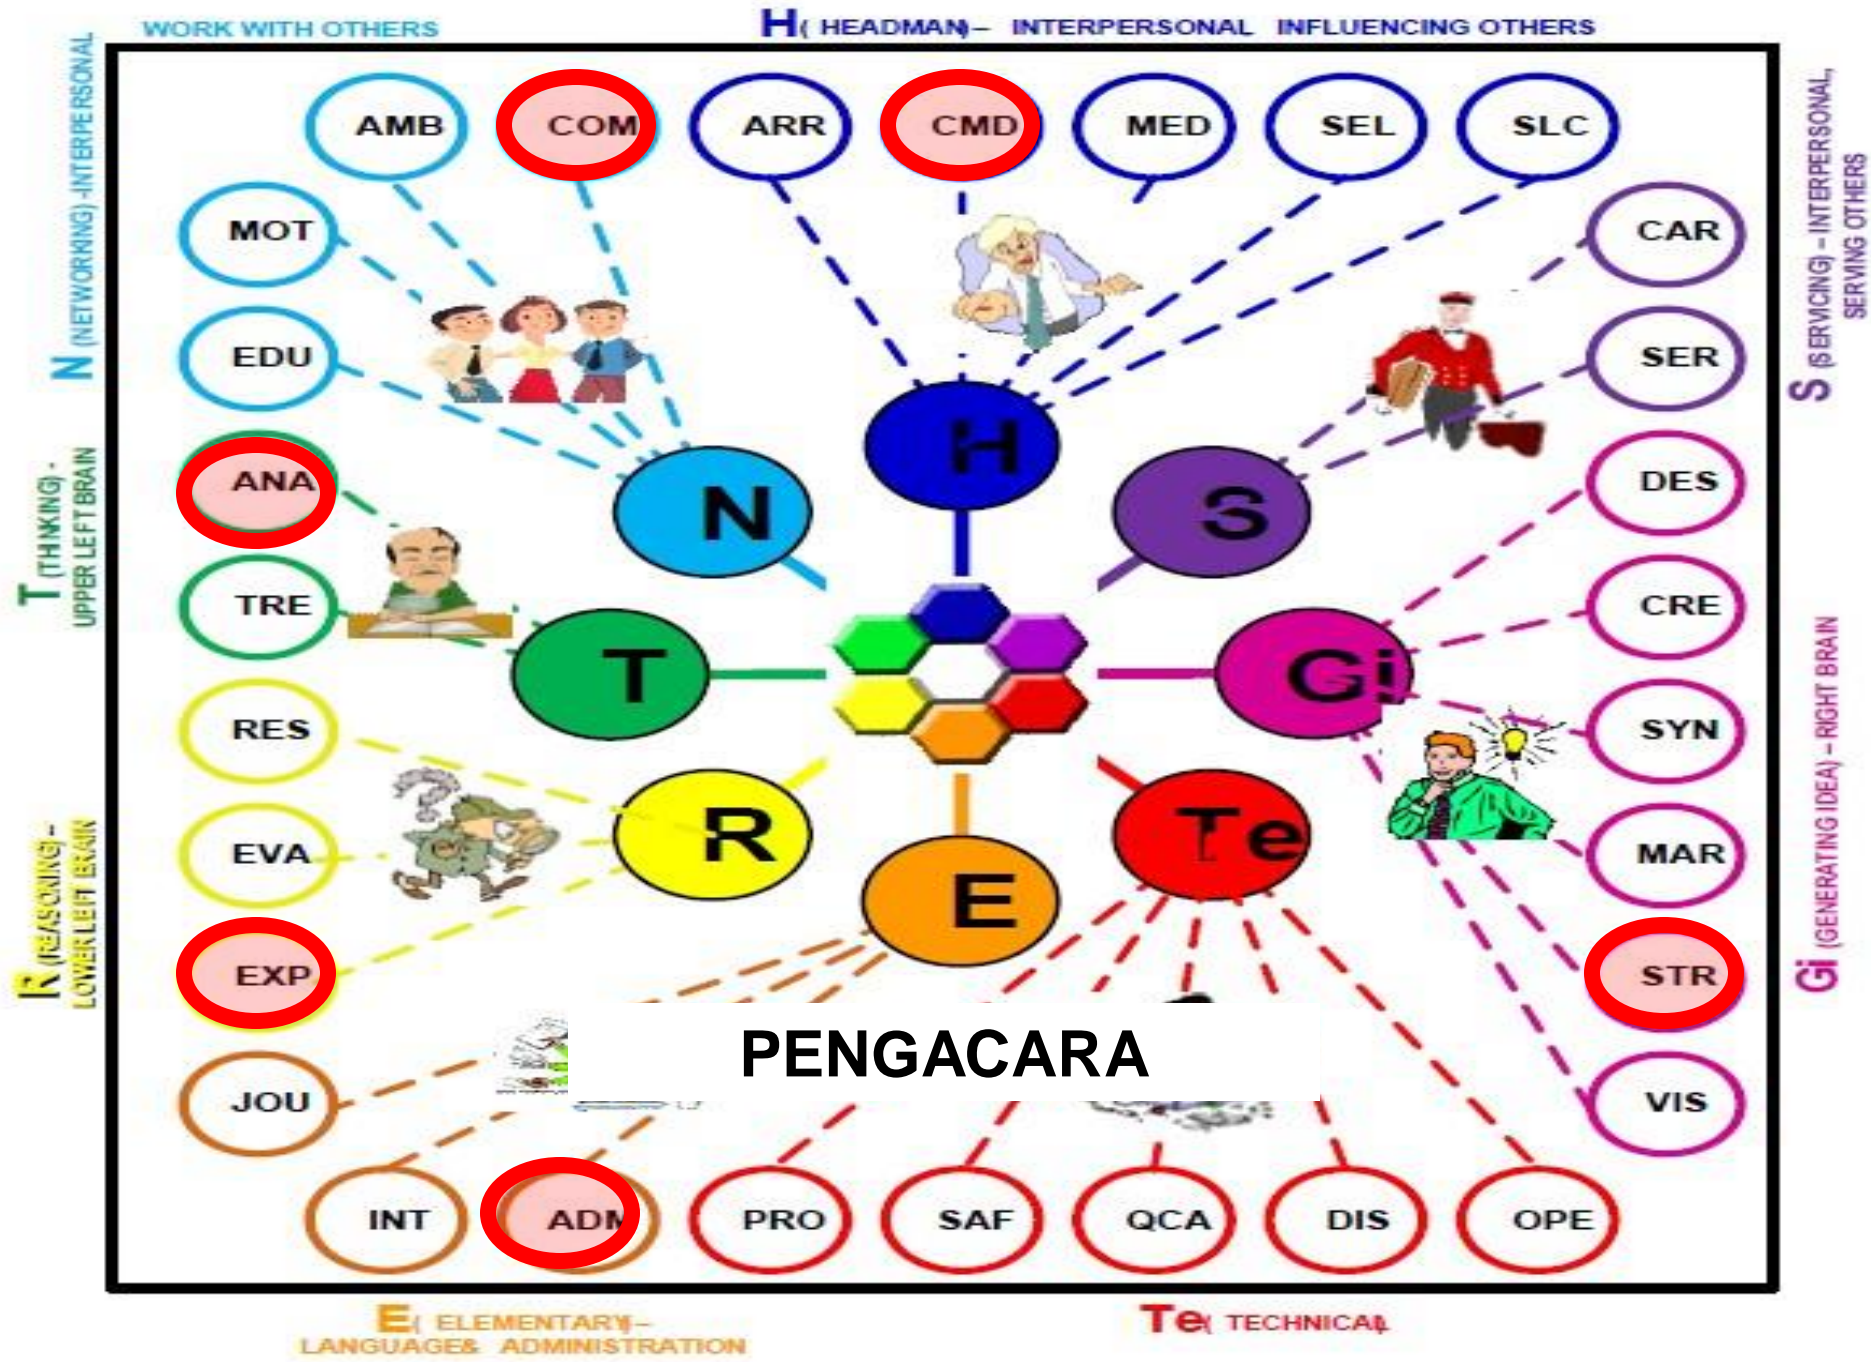 WORK WITH OTHERS
H( HEADMAN)– INTERPERSONAL INFLUENCING OTHERS
N (NETWORKING) -INTERPERSONAL
S (SERVICING) – INTERPERSONAL,
SERVING OTHERS
AMB
COM
ARR
CMD
MED
SEL
SLC
MOT
CAR
EDU
SER
ANA
DES
TRE
CRE
RES
SYN
EVA
MAR
EXP
STR
JOU
VIS
H
N
S
T
Gi
R
Te
E
T (THINKING) -
UPPER LEFT BRAIN
R (REASONING) –
LOWER LEFT BRAIN
Gi (GENERATING IDEA) – RIGHT BRAIN
PENGACARA
INT
ADM
PRO
SAF
QCA
DIS
OPE
E( ELEMENTARY)–
LANGUAGE& ADMINISTRATION
Te( TECHNICAL)